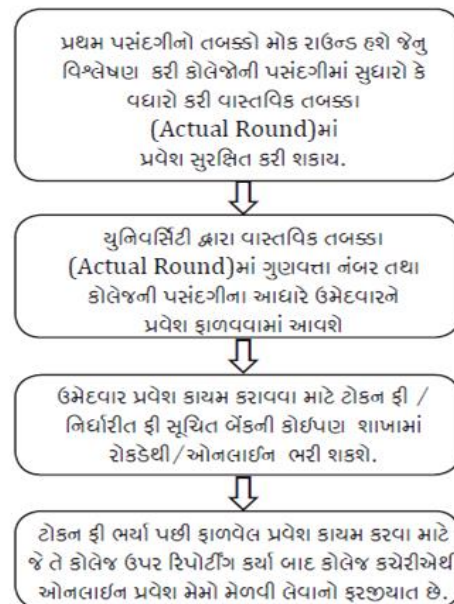 પ્રથમ પસંદગીનો તબક્કો મોક રાઉન્ડ હશે જેનુ
વિશ્લેષણ કરી કોલેજોની પસંદગીમાં સુધારો કે
વધારો કરી વાસ્તવિક તબક્કા
(Actual Round)માં
પ્રવેશ સુરક્ષિત કરી શકાય.
યુનિવર્સિટી દ્વારા વાસ્તવિક તબક્કા
(Actual Round)માં ગુણવત્તા નંબર તથા
કોલેજની પસંદગીના આધારે ઉમેદવારને
પ્રવેશ ફાળવવામાં આવશે
ઉમેદવાર પ્રવેશ કાયમ કરાવવા માટે ટોકન ફી /
નિર્ધારીત ફી સૂચિત બેંકની કોઈપણ શાખામાં
રોકડેથી/ઓનલાઈન ભરી શકશે.
ટોકન ફી ભર્યા પછી ફાળવેલ પ્રવેશ કાયમ કરવા માટે
જે તે કોલેજ ઉપર રિપોર્ટીંગ કર્યા બાદ કોલેજ કચેરીએથી
ઓનલાઈન પ્રવેશ મેમો મેળવી લેવાનો ફરજીયાત છે.